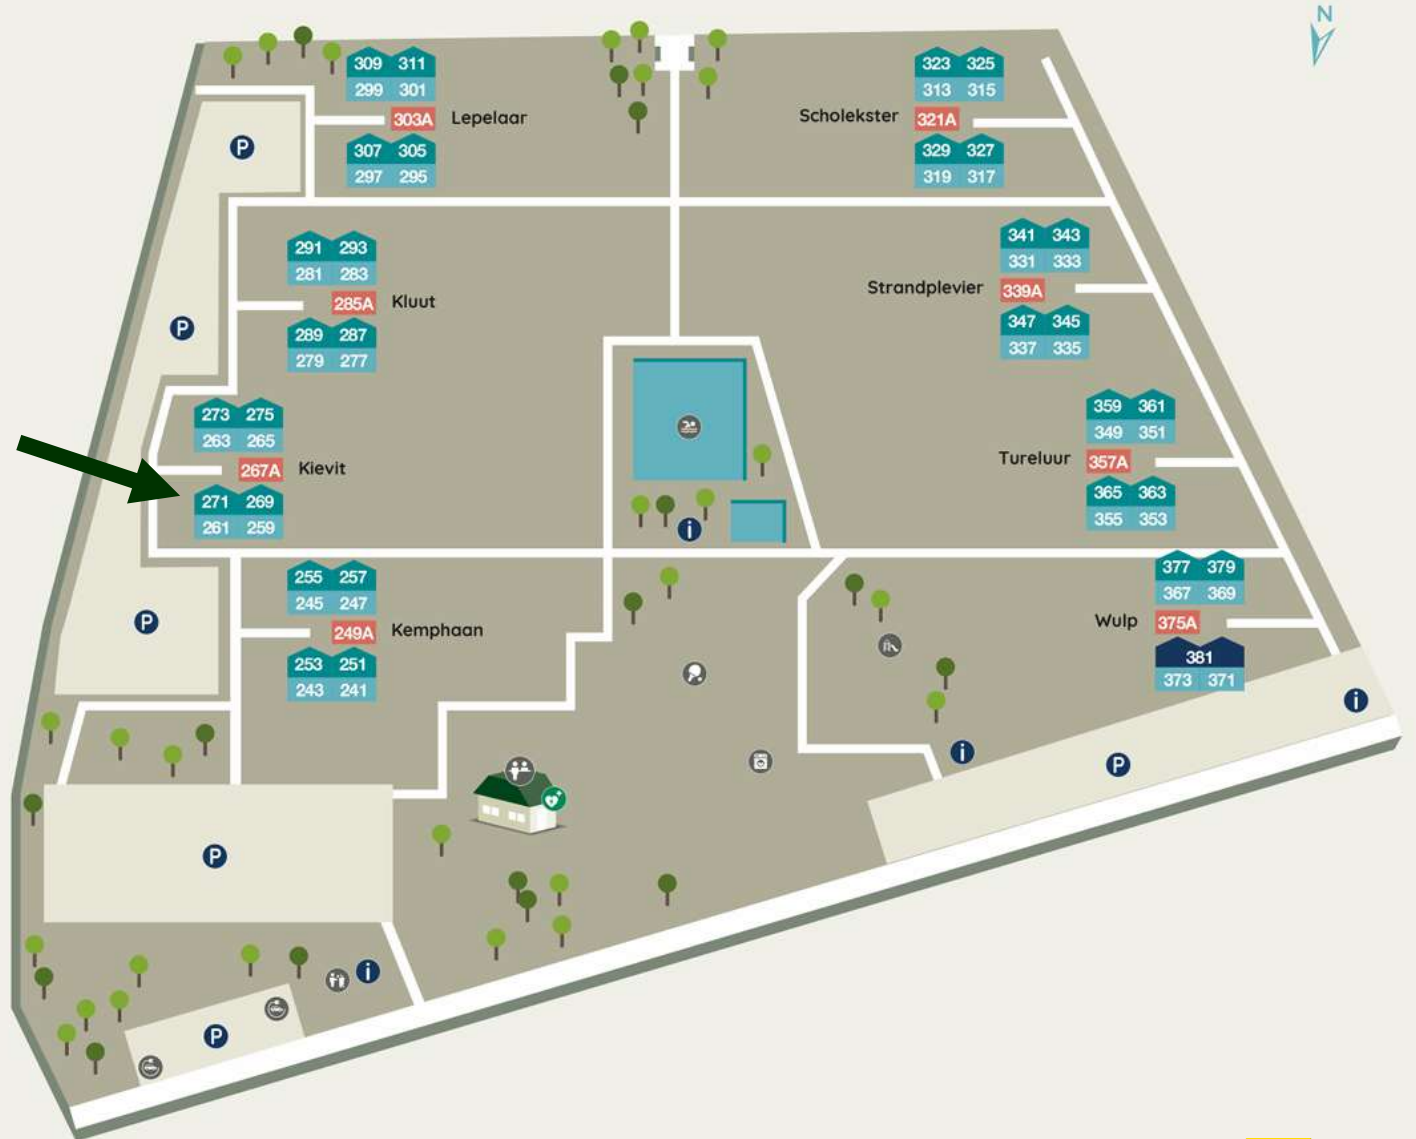 N
309 311
299 301
303A Lepelaar
307 305
297 295
P
323 325
313 315
Scholekster 321A
329 327
319 317
291 293
281 283
285A Kluut
289 287
279 277
P
341 343
331 333
Strandplevier 339A
347 345
337 335
273 275
263 265
267A Kievit
271 269
261 259
359 361
349 351
Tureluur 357A
365 363
355 353
i
255 257
245 247
249A Kemphaan
253 251
243 241
P
377 379
367 369
Wulp 375A
381
373 371
i
i
P
P
i
P